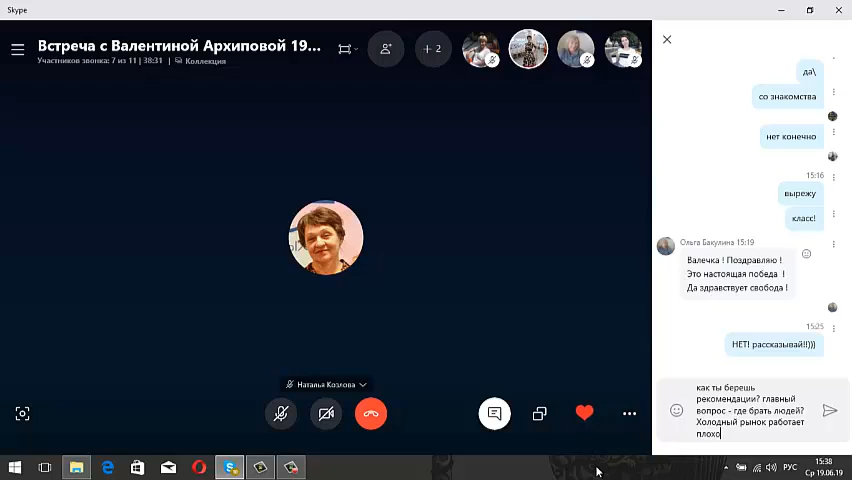 Skype
Встреча с Валентиной Архиповой 19...
Участников звонка: 7 из 11 | 38:31 | Коллекция
+ 2
да\
со знакомства
нет конечно
15:16
вырежу
класс!
Ольга Бакулина 15:19
Валечка ! Поздравляю !
Это настоящая победа !
Да здравствует свобода !
15:25
НЕТ! рассказывай!!)))
Наталья Козлова
как ты берешь
рекомендации? главный
вопрос - где брать людей?
Холодный рынок работает
плохо
РУС
15:38
Ср 19.06.19